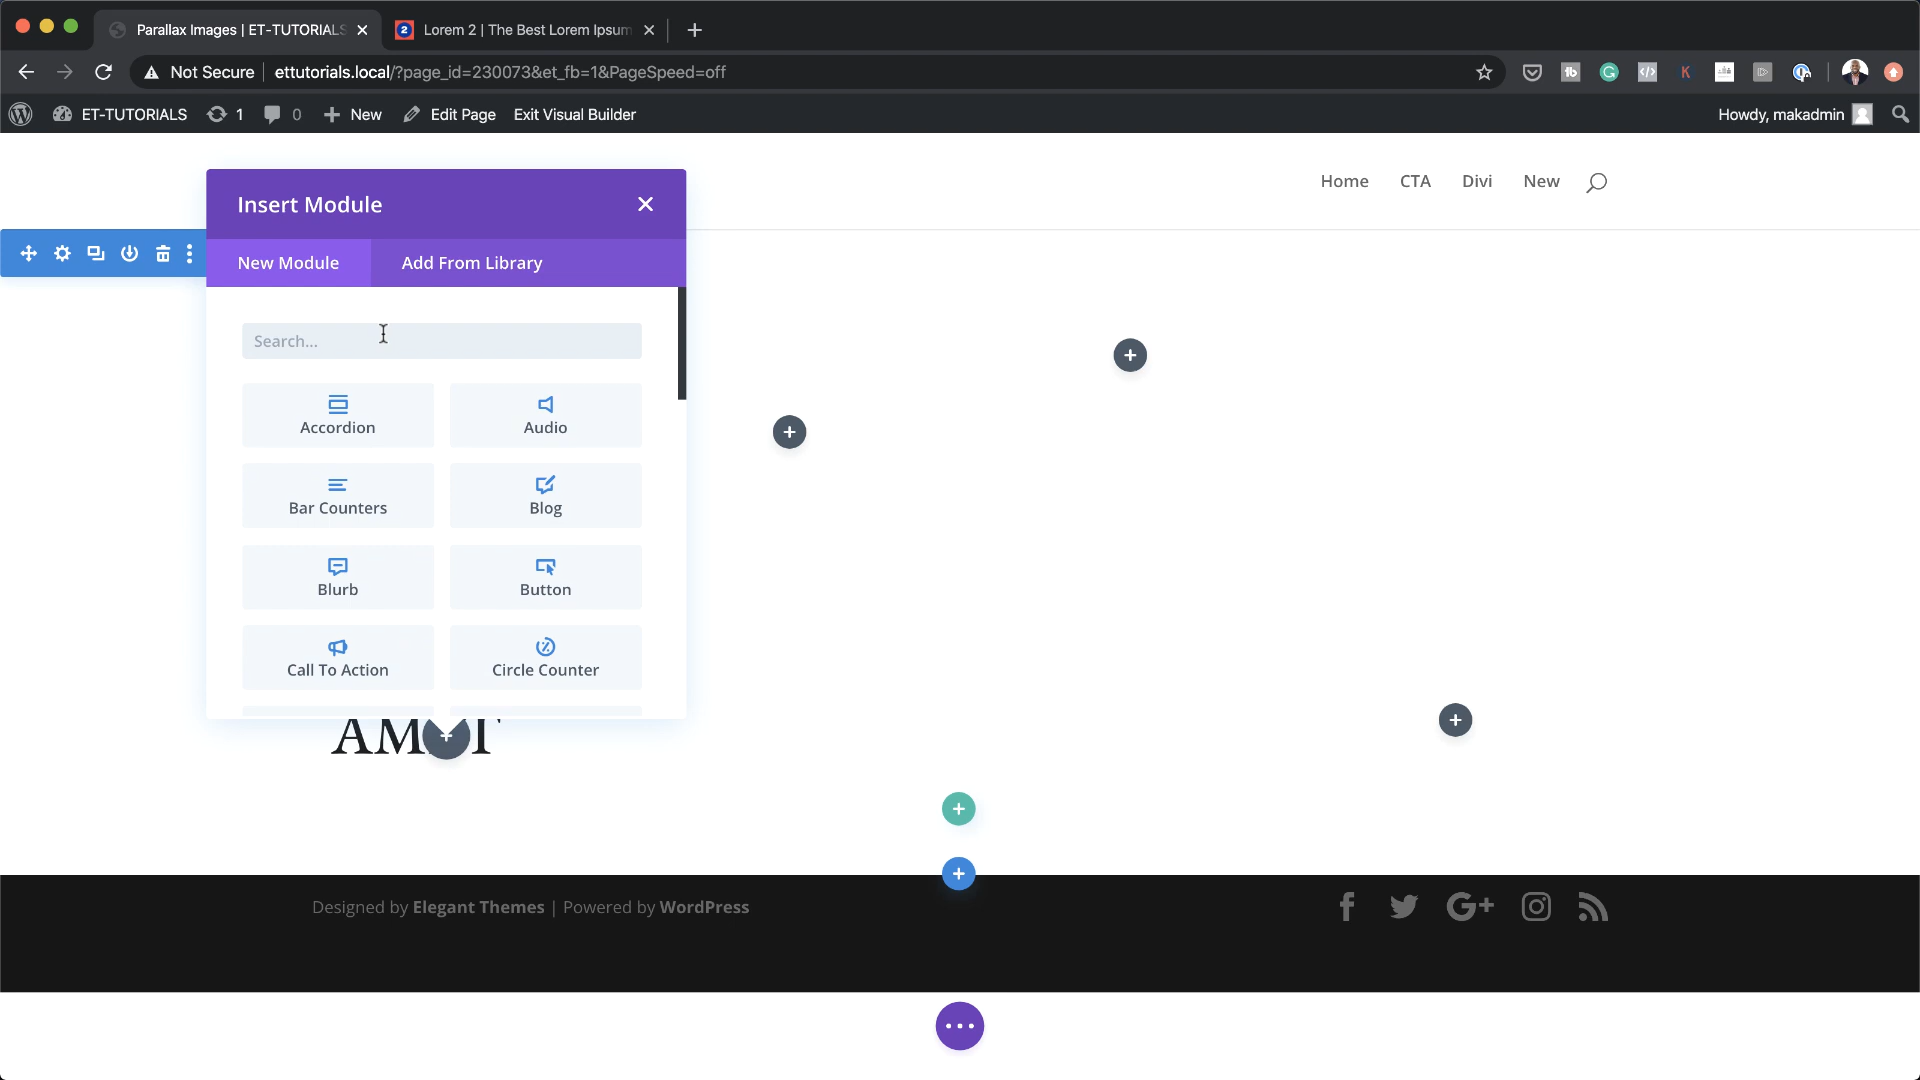 Parallax Images | ET-TUTORIALS
Lorem 2 | The Best Lorem Ipsum
Not Secure
ettutorials.local/?page_id=230073&et_fb=1&PageSpeed=off
ET-TUTORIALS
1
0
New
Edit Page
Exit Visual Builder
Howdy, makadmin
Home
CTA
Divi
New
Insert Module
New Module
Add From Library
Search...
Accordion
Audio
Bar Counters
Blog
Blurb
Button
Call To Action
Circle Counter
Designed by Elegant Themes | Powered by WordPress